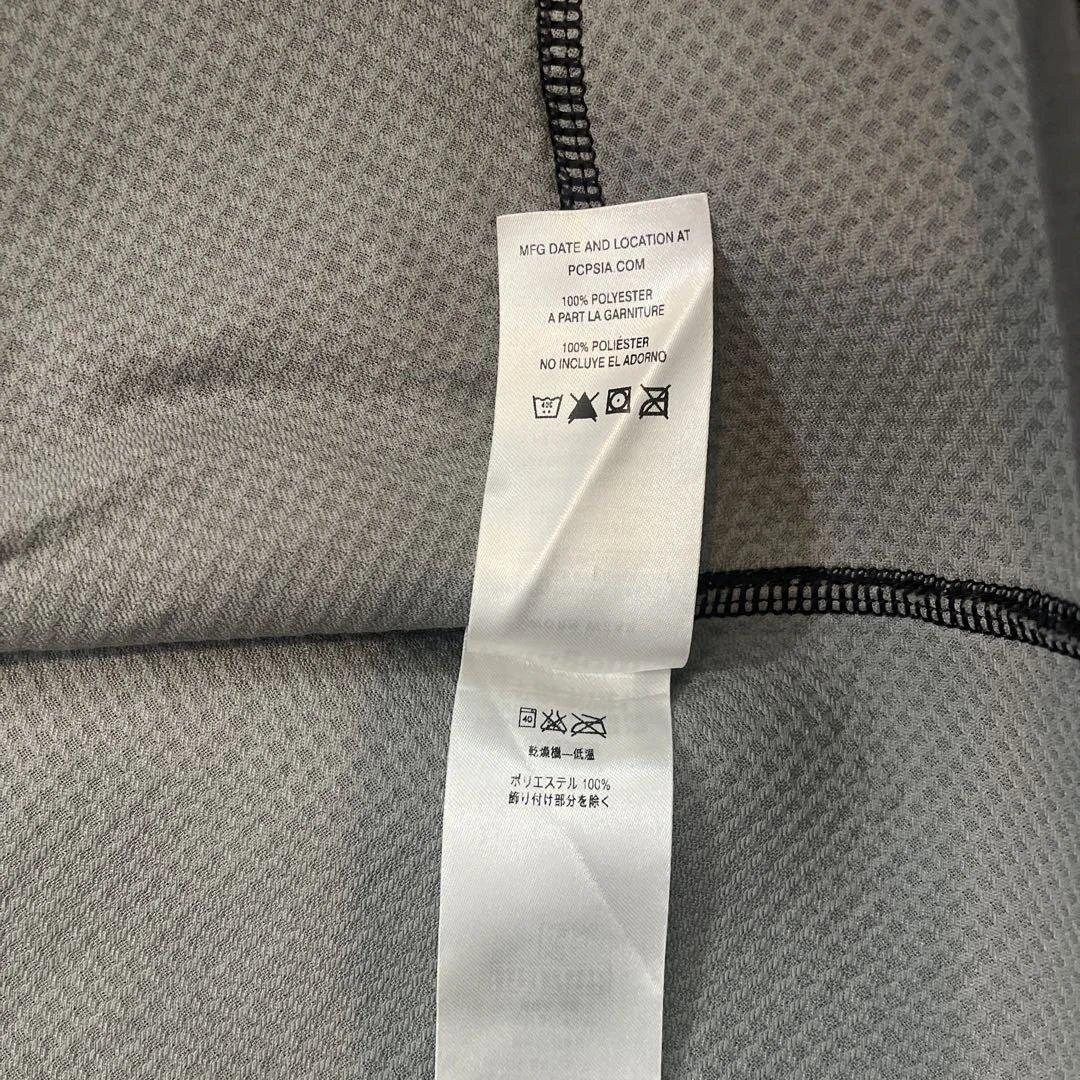 MFG DATE AND LOCATION AT
PCPSIA.COM
100% POLYESTER
A PART LA GARNITURE
100% POLIÉSTER
NO INCLUYE EL ADORNO
40
乾燥機—低温
ポリエステル 100%
飾り付け部分を除く